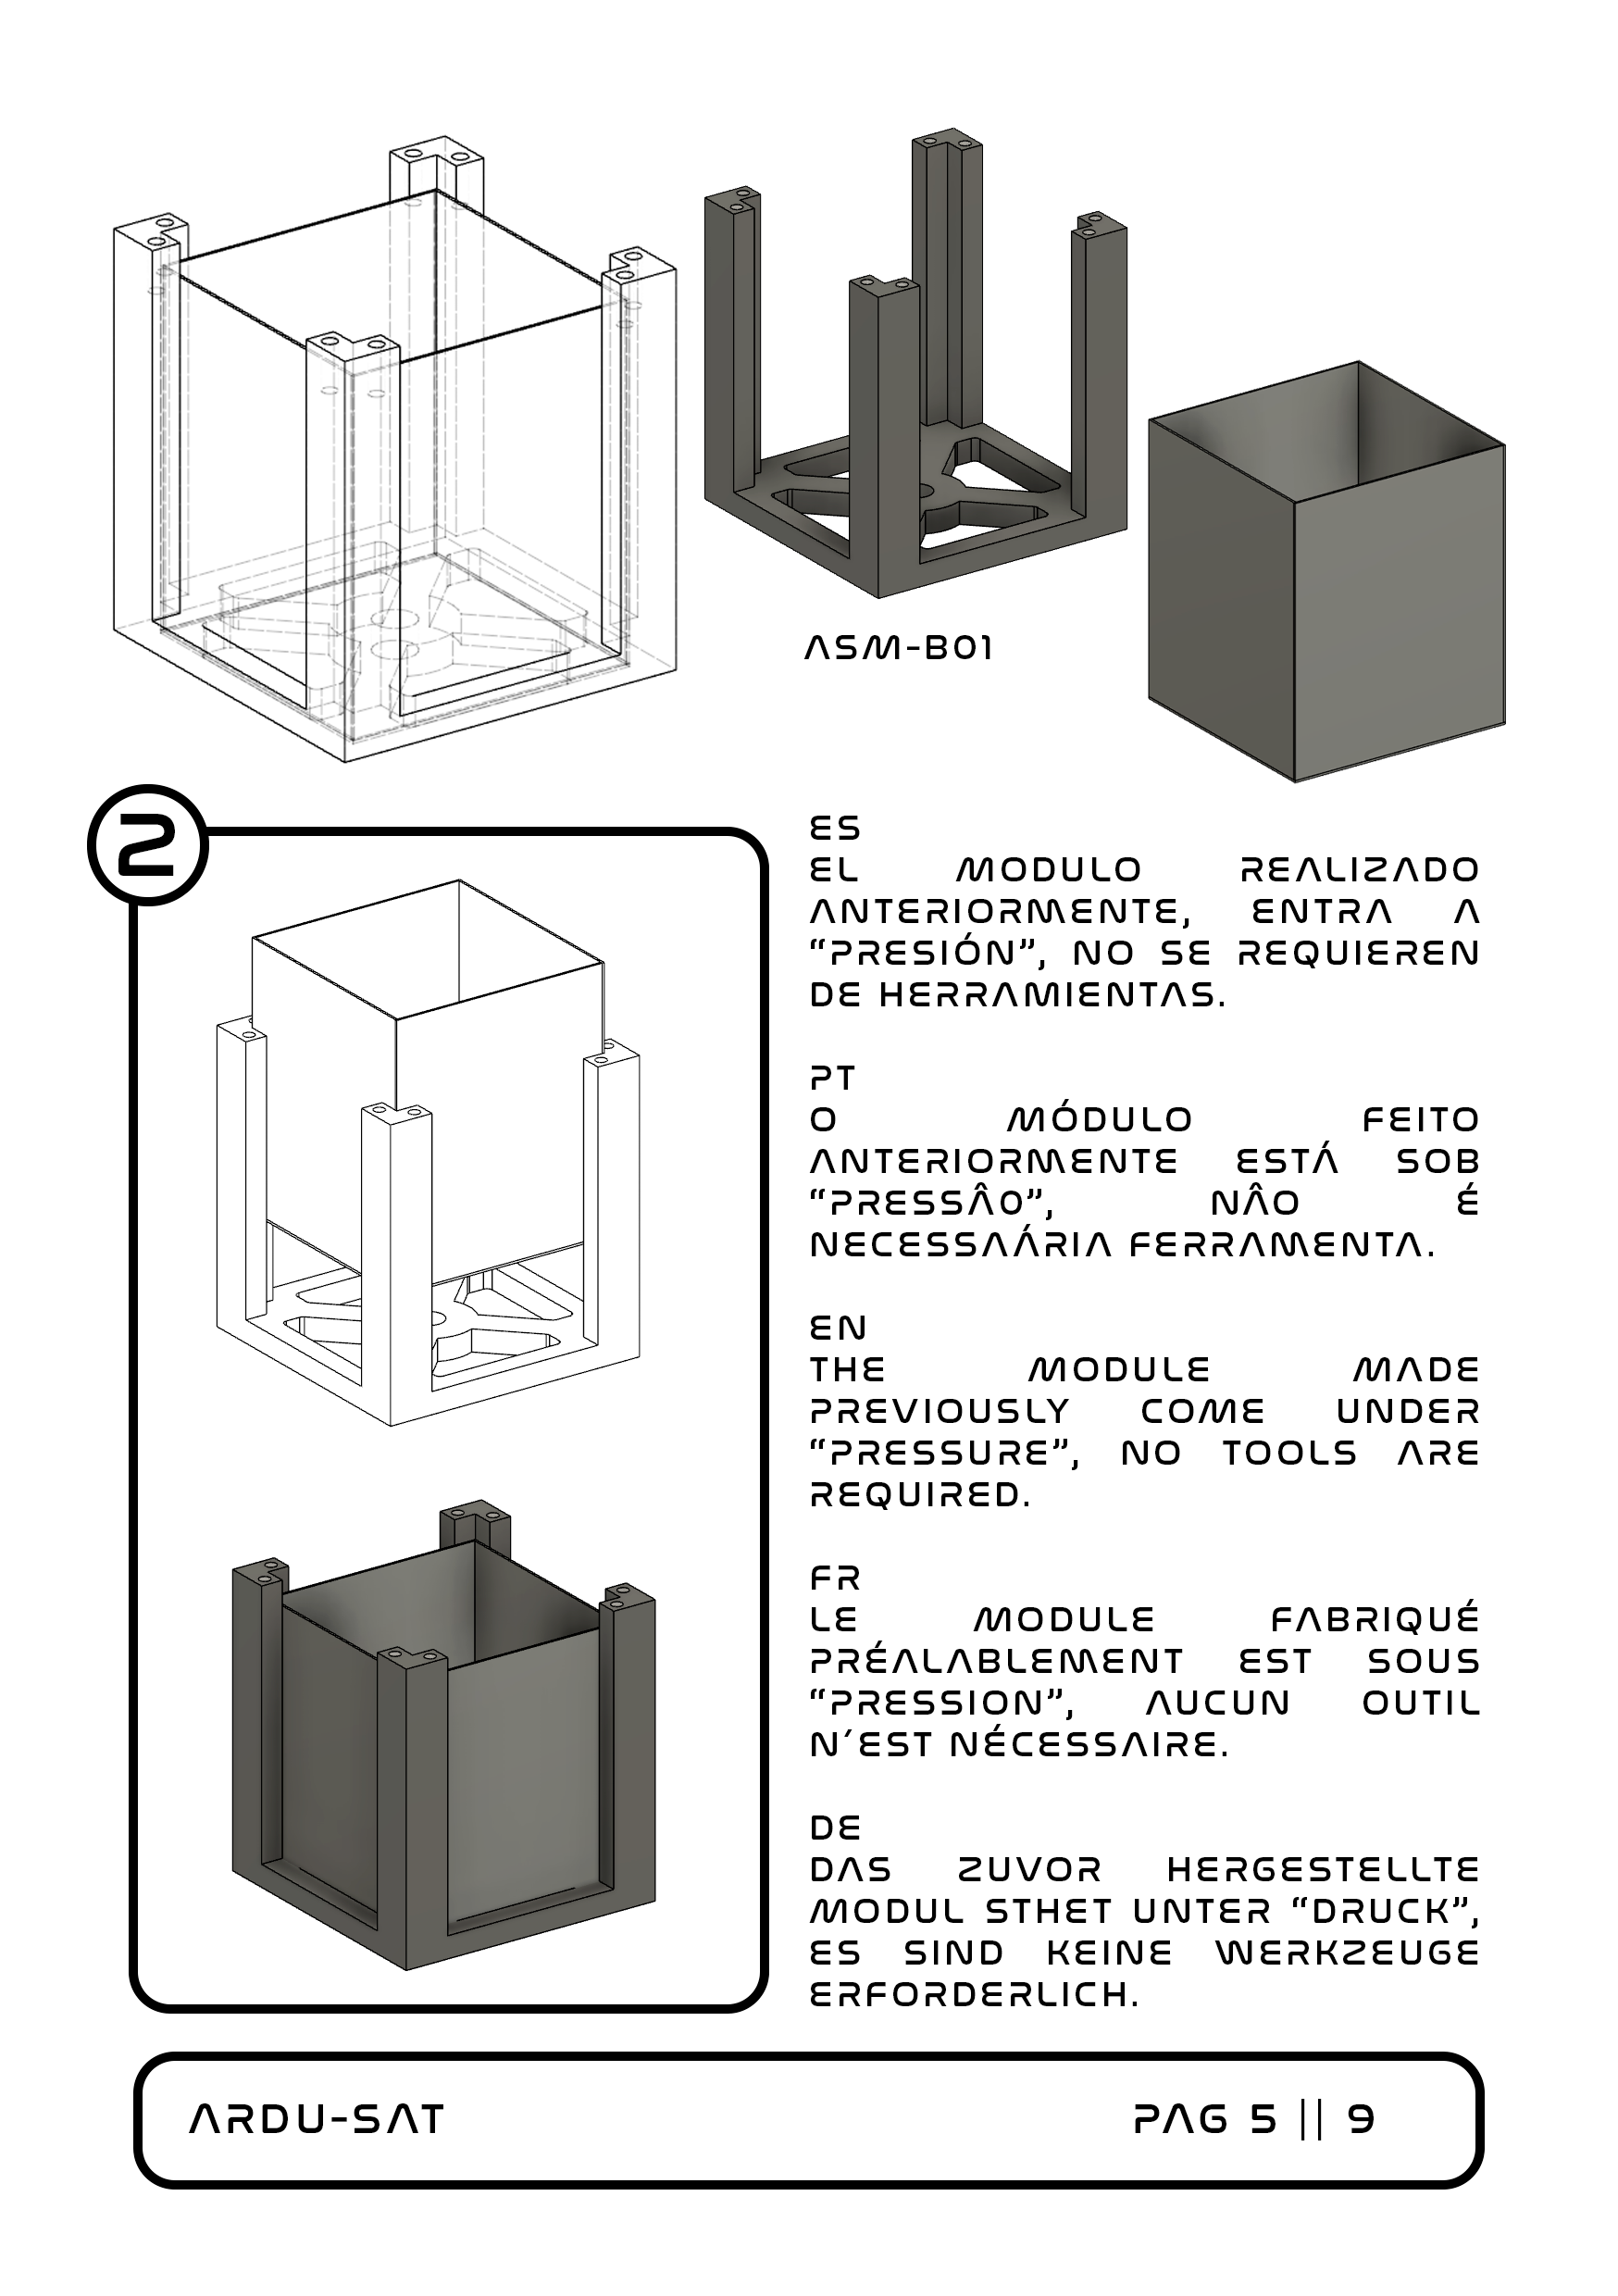 ASM-B01
2
ES
EL MODULO REALIZADO
ANTERIORMENTE, ENTRA A
“PRESIÓN”, NO SE REQUIEREN
DE HERRAMIENTAS.
PT
O MÓDULO FEITO
ANTERIORMENTE ESTÁ SOB
“PRESSÂO”, NÂO É
NECESSAÁRIA FERRAMENTA.
EN
THE MODULE MADE
PREVIOUSLY COME UNDER
“PRESSURE”, NO TOOLS ARE
REQUIRED.
FR
LE MODULE FABRIQUÉ
PRÉALABLEMENT EST SOUS
“PRESSION”, AUCUN OUTIL
N´EST NÉCESSAIRE.
DE
DAS ZUVOR HERGESTELLTE
MODUL STHET UNTER “DRUCK”,
ES SIND KEINE WERKZEUGE
ERFORDERLICH.
ARDU-SAT PAG 5 || 9